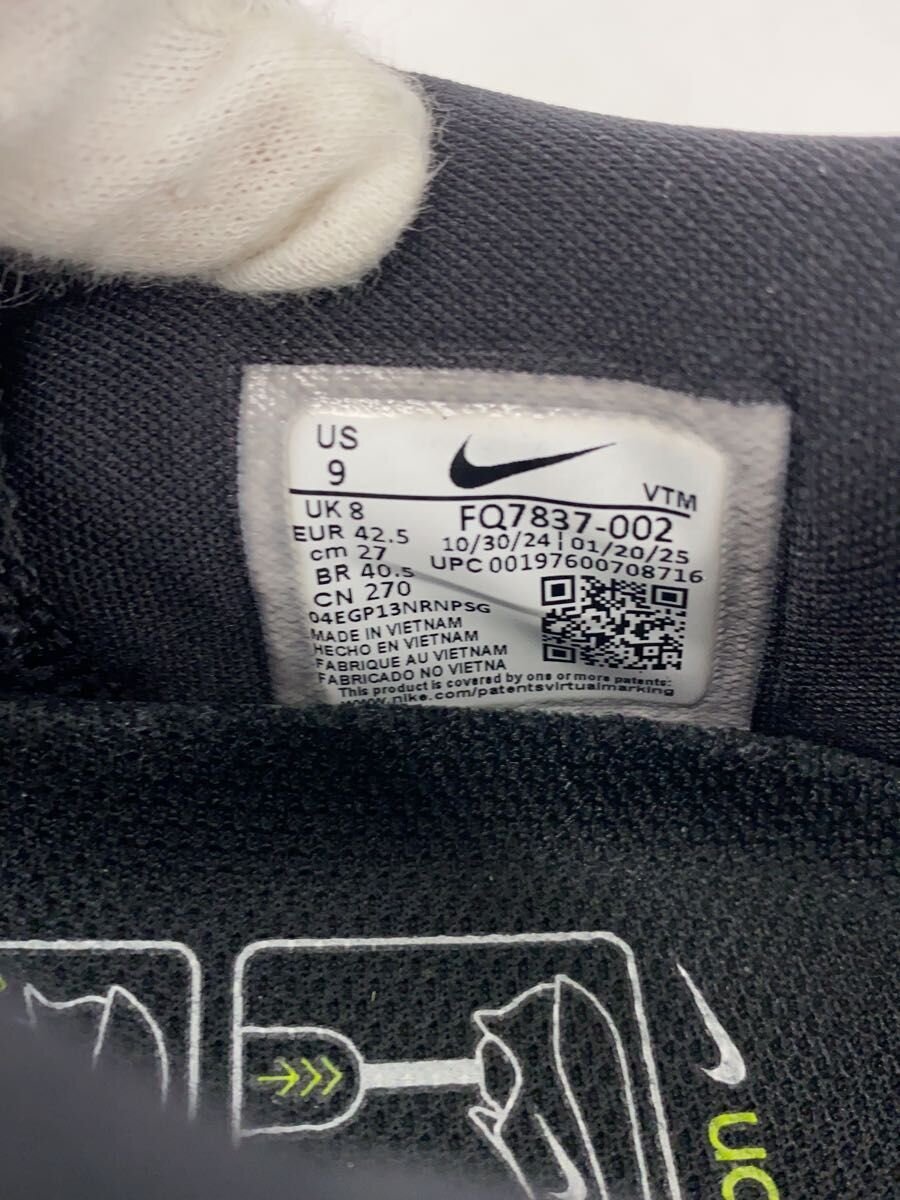 US
9
VTM
UK 8
EUR 42.5
cm 27
BR 40.5
CN 270
FQ7837-002
10/30/24 | 01/20/25
UPC 00197600708716
04EGP13NRNPSG
MADE IN VIETNAM
HECHO EN VIETNAM
FABRIQUE AU VIETNAM
FABRICADO NO VIETNA
This product is covered by one or more patents:
www.nike.com/patentsvirtualmarking